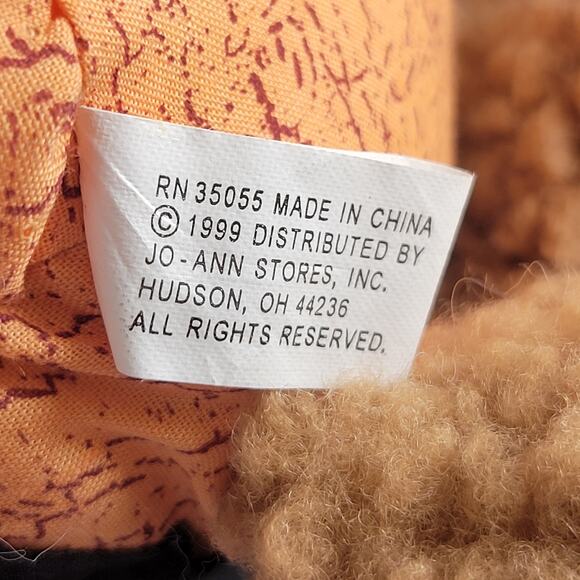 RN 35055 MADE IN CHINA
© 1999 DISTRIBUTED BY
JO-ANN STORES, INC.
HUDSON, OH 44236
ALL RIGHTS RESERVED.